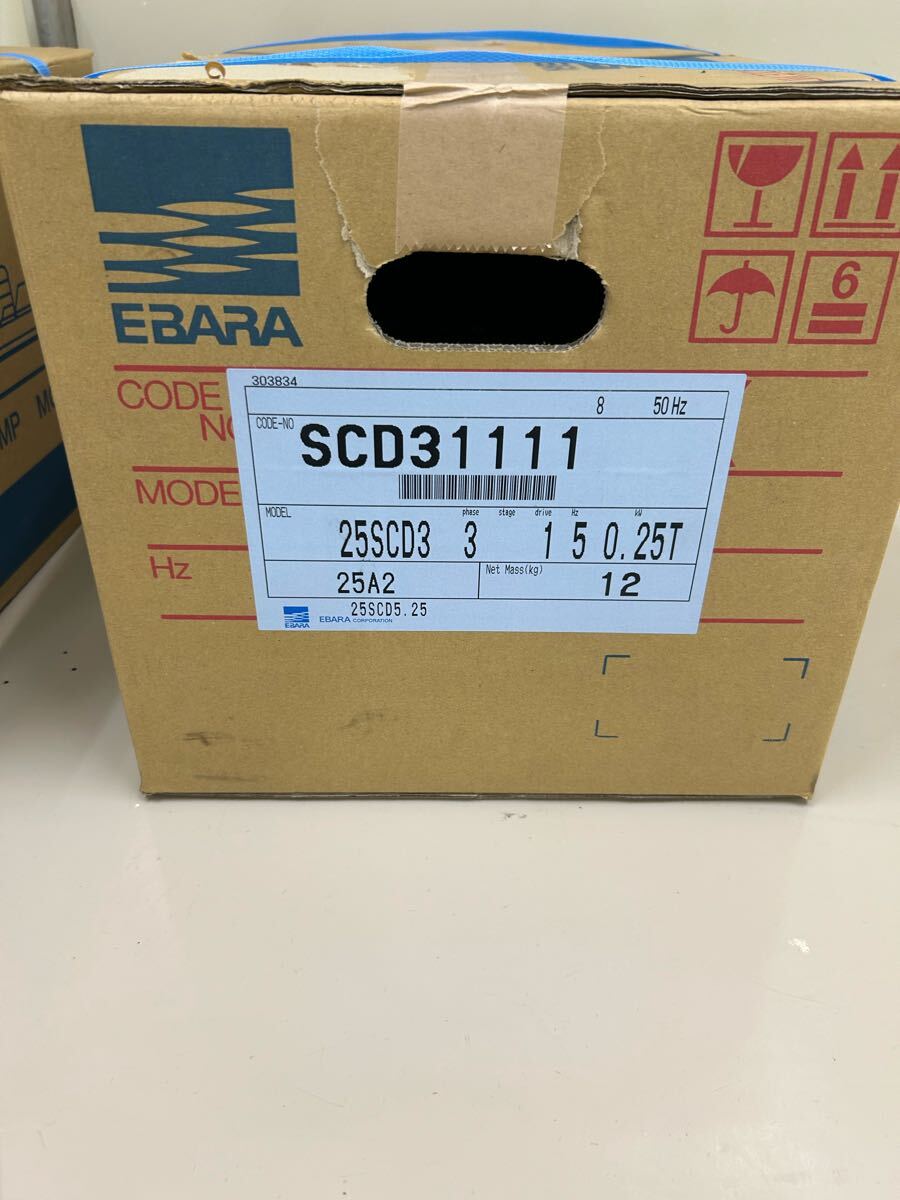 EBARA
6
CODE
NO
MODE
Hz
303834
8 50Hz
CODE-NO
SCD31111
MODEL phase stage drive Hz kW
25SCD3 3 1 5 0.25T
25A2 Net Mass(kg) 12
25SCD5.25
EBARA EBARA CORPORATION
MP M